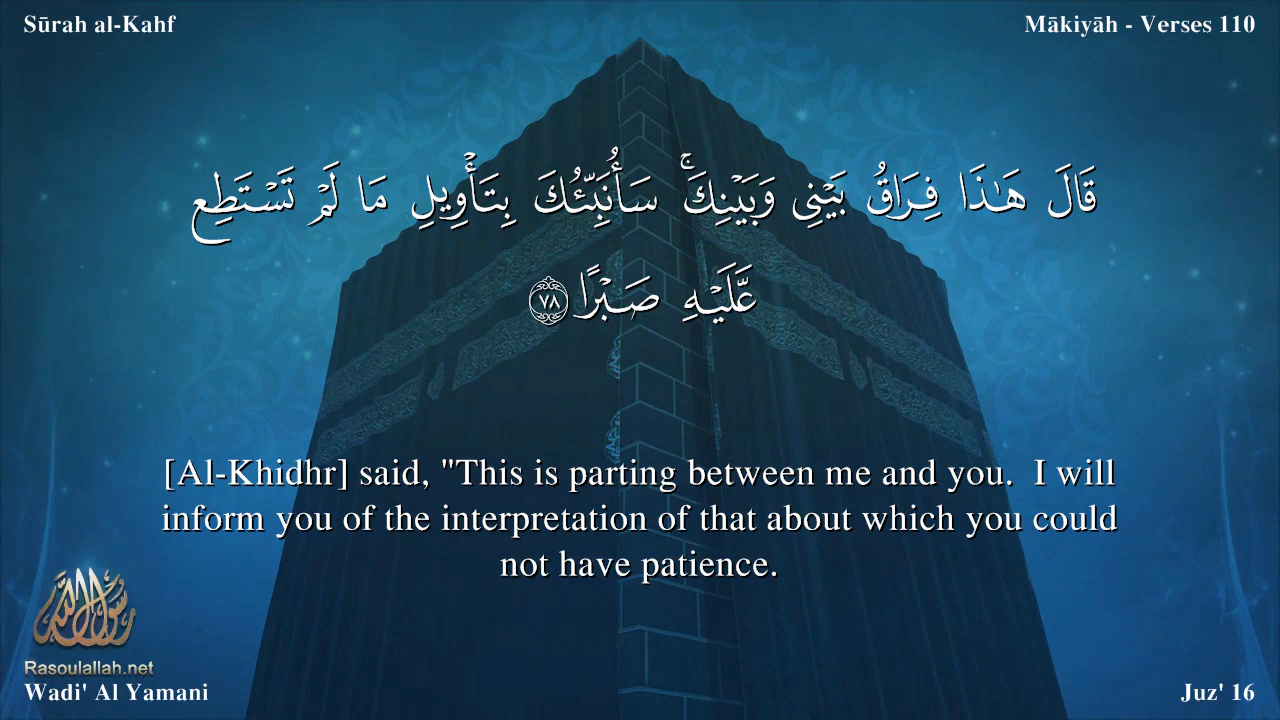 Sūrah al-Kahf
Mākiyāh - Verses 110
قَالَ هَٰذَا فِرَاقُ بَيْنِي وَبَيْنِكَ ۚ سَأُنَبِّئُكَ بِتَأْوِيلِ مَا لَمْ تَسْتَطِع
عَّلَيْهِ صَبْرًا ٧٨
[Al-Khidhr] said, "This is parting between me and you.  I will
inform you of the interpretation of that about which you could
not have patience.
رسول الله
Rasoulallah.net
Wadi' Al Yamani
Juz' 16